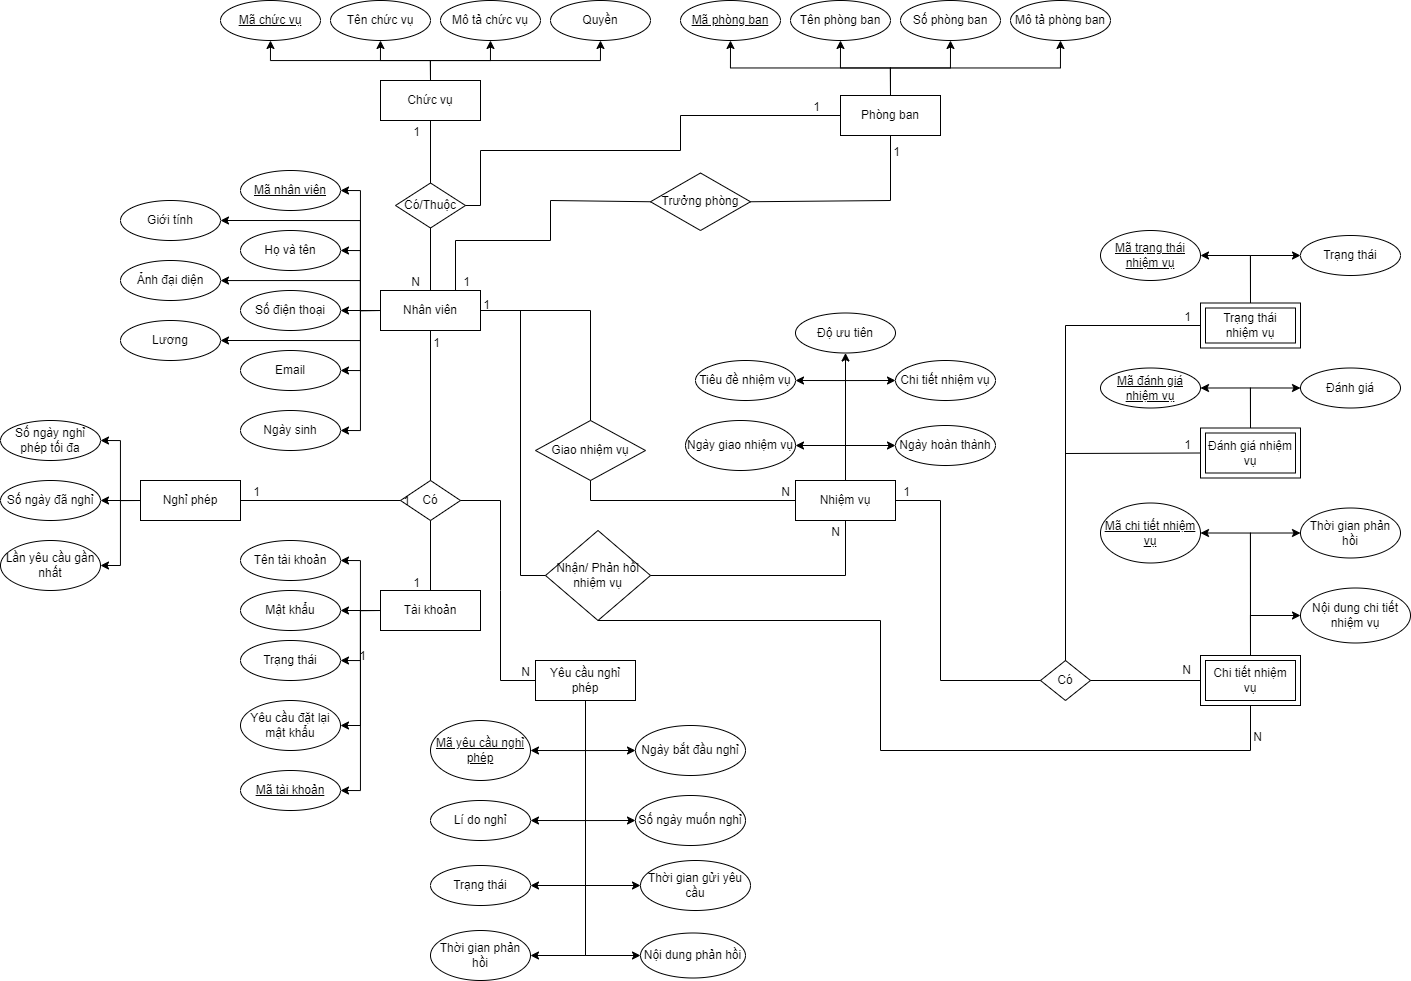 Mã chức vụ
Tên chức vụ
Mô tả chức vụ
Quyền
Mã phòng ban
Tên phòng ban
Số phòng ban
Mô tả phòng ban
Chức vụ
1
Phòng ban
1
1
Có/Thuộc
Trưởng phòng
Mã nhân viên
Giới tính
Họ và tên
Ảnh đại diện
Số điện thoại
Lương
Email
Ngày sinh
N
1
Nhân viên
1
1
Mã trạng thái
nhiệm vụ
Trạng thái
1
Trạng thái
nhiệm vụ
Độ ưu tiên
Tiêu đề nhiệm vụ
Chi tiết nhiệm vụ
Ngày giao nhiệm vụ
Ngày hoàn thành
Mã đánh giá
nhiệm vụ
Đánh giá
1
Đánh giá nhiệm
vụ
Giao nhiệm vụ
Số ngày nghỉ
phép tối đa
Số ngày đã nghỉ
Lần yêu cầu gần
nhất
Nghỉ phép
1
1
Có
N
Nhiệm vụ
1
N
Mã chi tiết nhiệm
vụ
Thời gian phản
hồi
Nội dung chi tiết
nhiệm vụ
Nhận/ Phản hồi
nhiệm vụ
Tên tài khoản
Mật khẩu
Trạng thái
1
Yêu cầu đặt lại
mật khẩu
Mã tài khoản
1
Tài khoản
N
Yêu cầu nghỉ
phép
Có
N
Chi tiết nhiệm
vụ
N
Mã yêu cầu nghỉ
phép
Ngày bắt đầu nghỉ
Lí do nghỉ
Số ngày muốn nghỉ
Trạng thái
Thời gian gửi yêu
cầu
Thời gian phản
hồi
Nội dung phản hồi